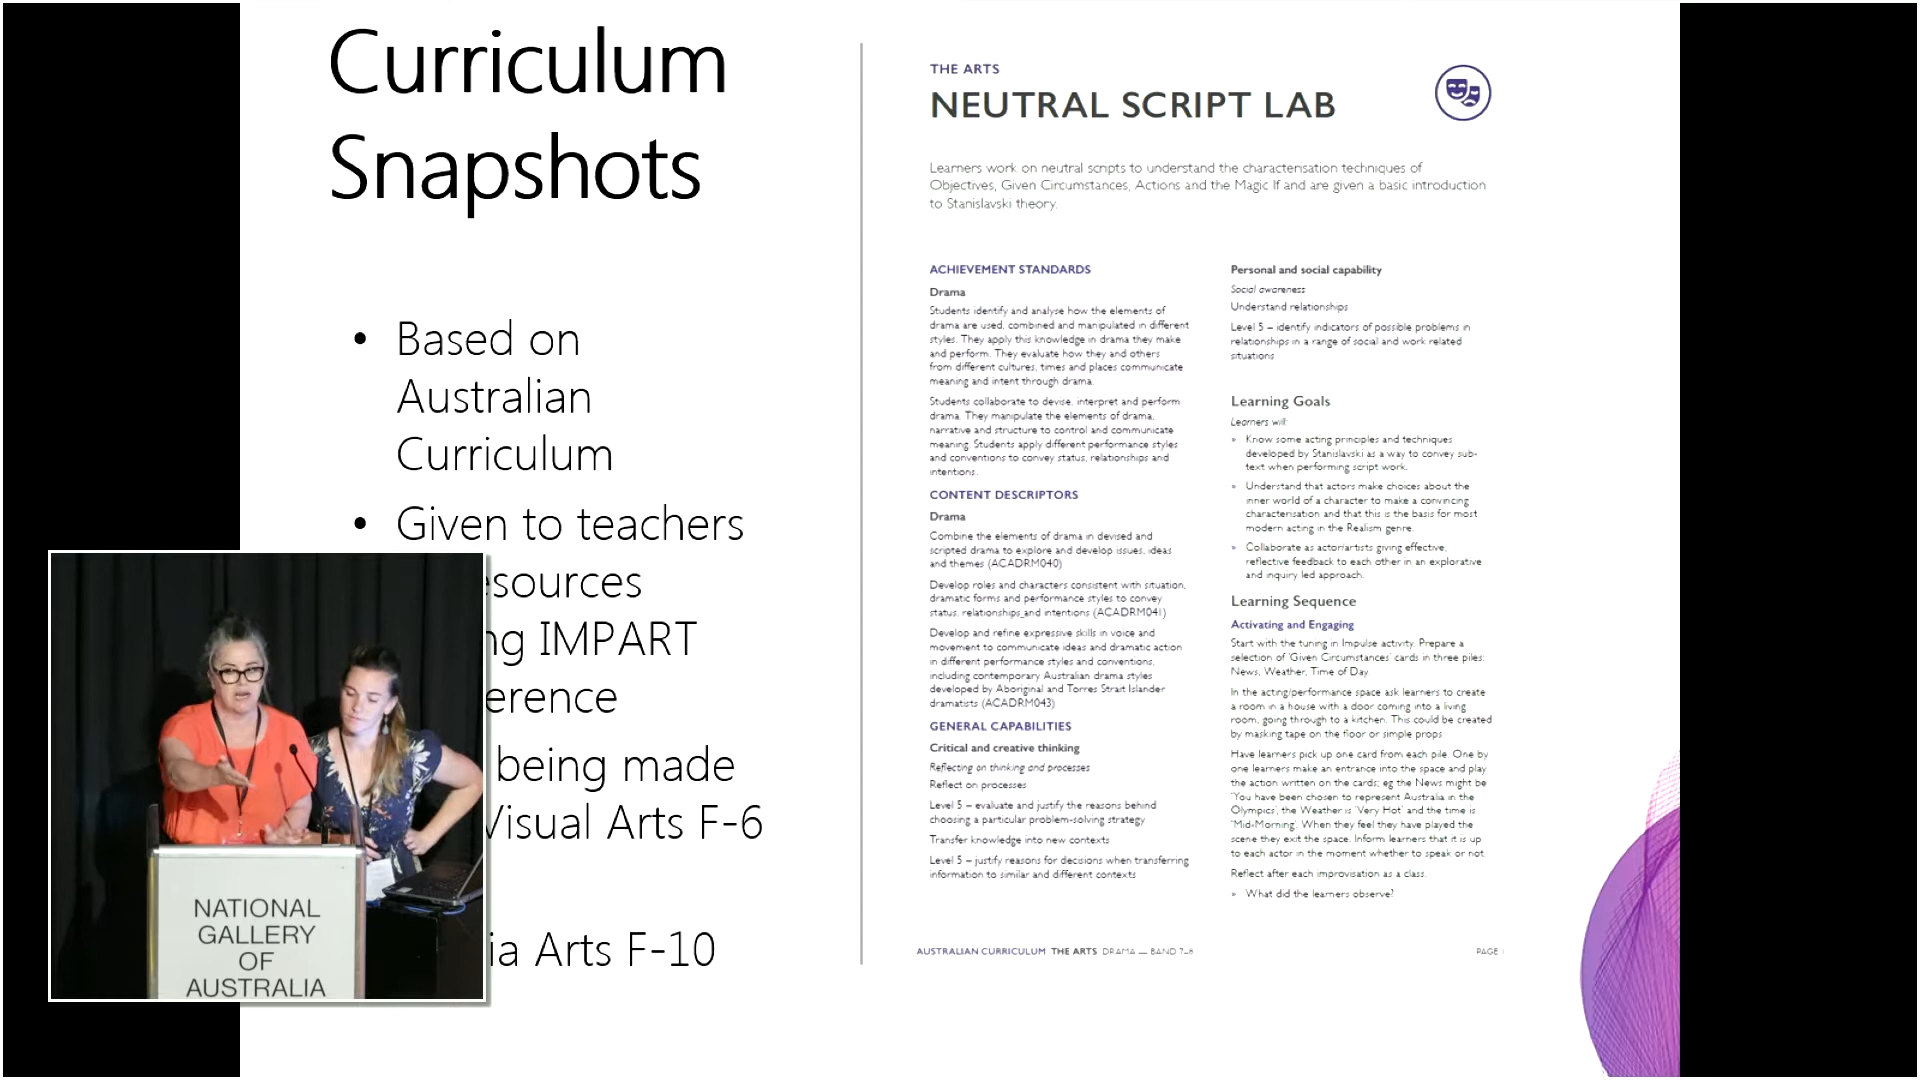 Curriculum
Snapshots
• Based on
Australian
Curriculum
• Given to teachers
esources
ng IMPART
erence
being made
Visual Arts F-6
ia Arts F-10
NATIONAL
GALLERY
OF
AUSTRALIA
THE ARTS
NEUTRAL SCRIPT LAB
Learners work on neutral scripts to understand the characterisation techniques of
Objectives, Given Circumstances, Actions and the Magic If and are given a basic introduction
to Stanislavski theory.
ACHIEVEMENT STANDARDS
Drama
Students identify and analyse how the elements of
drama are used, combined and manipulated in different
styles. They apply this knowledge in drama they make
and perform. They evaluate how they and others
from different cultures, times and places communicate
meaning and intent through drama.
Students collaborate to devise, interpret and perform
drama. They manipulate the elements of drama,
narrative and structure to control and communicate
meaning. Students apply different performance styles
and conventions to convey status, relationships and
intentions.
CONTENT DESCRIPTORS
Drama
Combine the elements of drama in devised and
scripted drama to explore and develop issues, ideas
and themes (ACADRM040)
Develop roles and characters consistent with situation,
dramatic forms and performance styles to convey
status, relationships and intentions (ACADRM041)
Develop and refine expressive skills in voice and
movement to communicate ideas and dramatic action
in different performance styles and conventions,
including contemporary Australian drama styles
developed by Aboriginal and Torres Strait Islander
dramatists (ACADRM043)
GENERAL CAPABILITIES
Critical and creative thinking
Reflecting on thinking and processes
Reflect on processes
Level 5 – evaluate and justify the reasons behind
choosing a particular problem-solving strategy
Transfer knowledge into new contexts
Level 5 – justify reasons for decisions when transferring
information to similar and different contexts
Personal and social capability
Social awareness
Understand relationships
Level 5 – identify indicators of possible problems in
relationships in a range of social and work related
situations
Learning Goals
Learners will:
» Know some acting principles and techniques
developed by Stanislavski as a way to convey sub-
text when performing script work.
» Understand that actors make choices about the
inner world of a character to make a convincing
characterisation and that this is the basis for most
modern acting in the Realism genre.
» Collaborate as actor/artists giving effective,
reflective feedback to each other in an explorative
and inquiry led approach.
Learning Sequence
Activating and Engaging
Start with the tuning in Impulse activity. Prepare a
selection of 'Given Circumstances' cards in three piles:
News, Weather, Time of Day
In the acting/performance space ask learners to create
a room in a house with a door coming into a living
room, going through to a kitchen. This could be created
by masking tape on the floor or simple props
Have learners pick up one card from each pile. One by
one learners make an entrance into the space and play
the action written on the cards; eg the News might be
'You have been chosen to represent Australia in the
Olympics', the Weather is 'Very Hot' and the time is
'Mid-Morning'. When they feel they have played the
scene they exit the space. Inform learners that it is up
to each actor in the moment whether to speak or not.
Reflect after each improvisation as a class.
» What did the learners observe?
AUSTRALIAN CURRICULUM THE ARTS DRAMA — BAND 7–8
PAGE 1